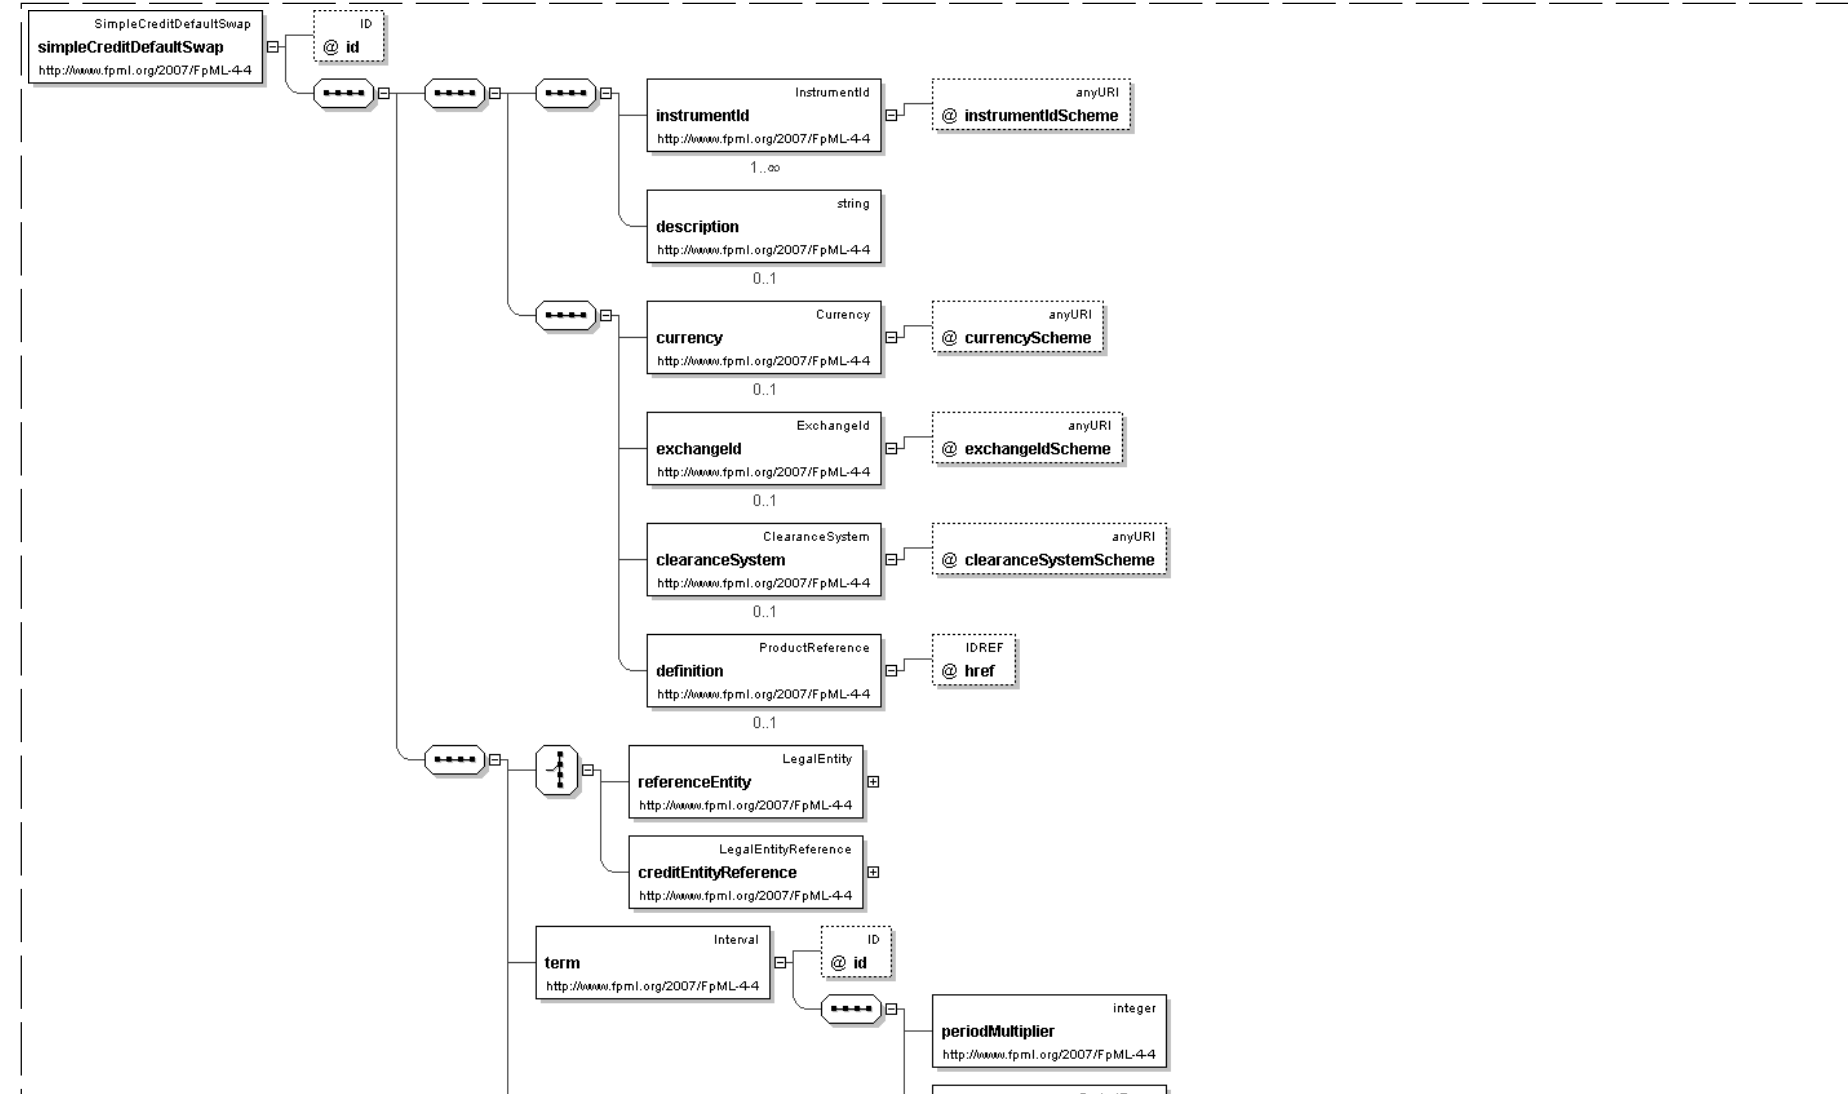 SimpleCreditDefaultSwap
simpleCreditDefaultSwap
http://www.fpml.org/2007/FpML-4-4
ID
@ id
InstrumentId
instrumentId
http://www.fpml.org/2007/FpML-4-4
1..∞
anyURI
@ instrumentIdScheme
string
description
http://www.fpml.org/2007/FpML-4-4
0..1
Currency
currency
http://www.fpml.org/2007/FpML-4-4
0..1
anyURI
@ currencyScheme
ExchangeId
exchangeId
http://www.fpml.org/2007/FpML-4-4
0..1
anyURI
@ exchangeIdScheme
ClearanceSystem
clearanceSystem
http://www.fpml.org/2007/FpML-4-4
0..1
anyURI
@ clearanceSystemScheme
ProductReference
definition
http://www.fpml.org/2007/FpML-4-4
0..1
IDREF
@ href
LegalEntity
referenceEntity
http://www.fpml.org/2007/FpML-4-4
LegalEntityReference
creditEntityReference
http://www.fpml.org/2007/FpML-4-4
Interval
term
http://www.fpml.org/2007/FpML-4-4
ID
@ id
integer
periodMultiplier
http://www.fpml.org/2007/FpML-4-4